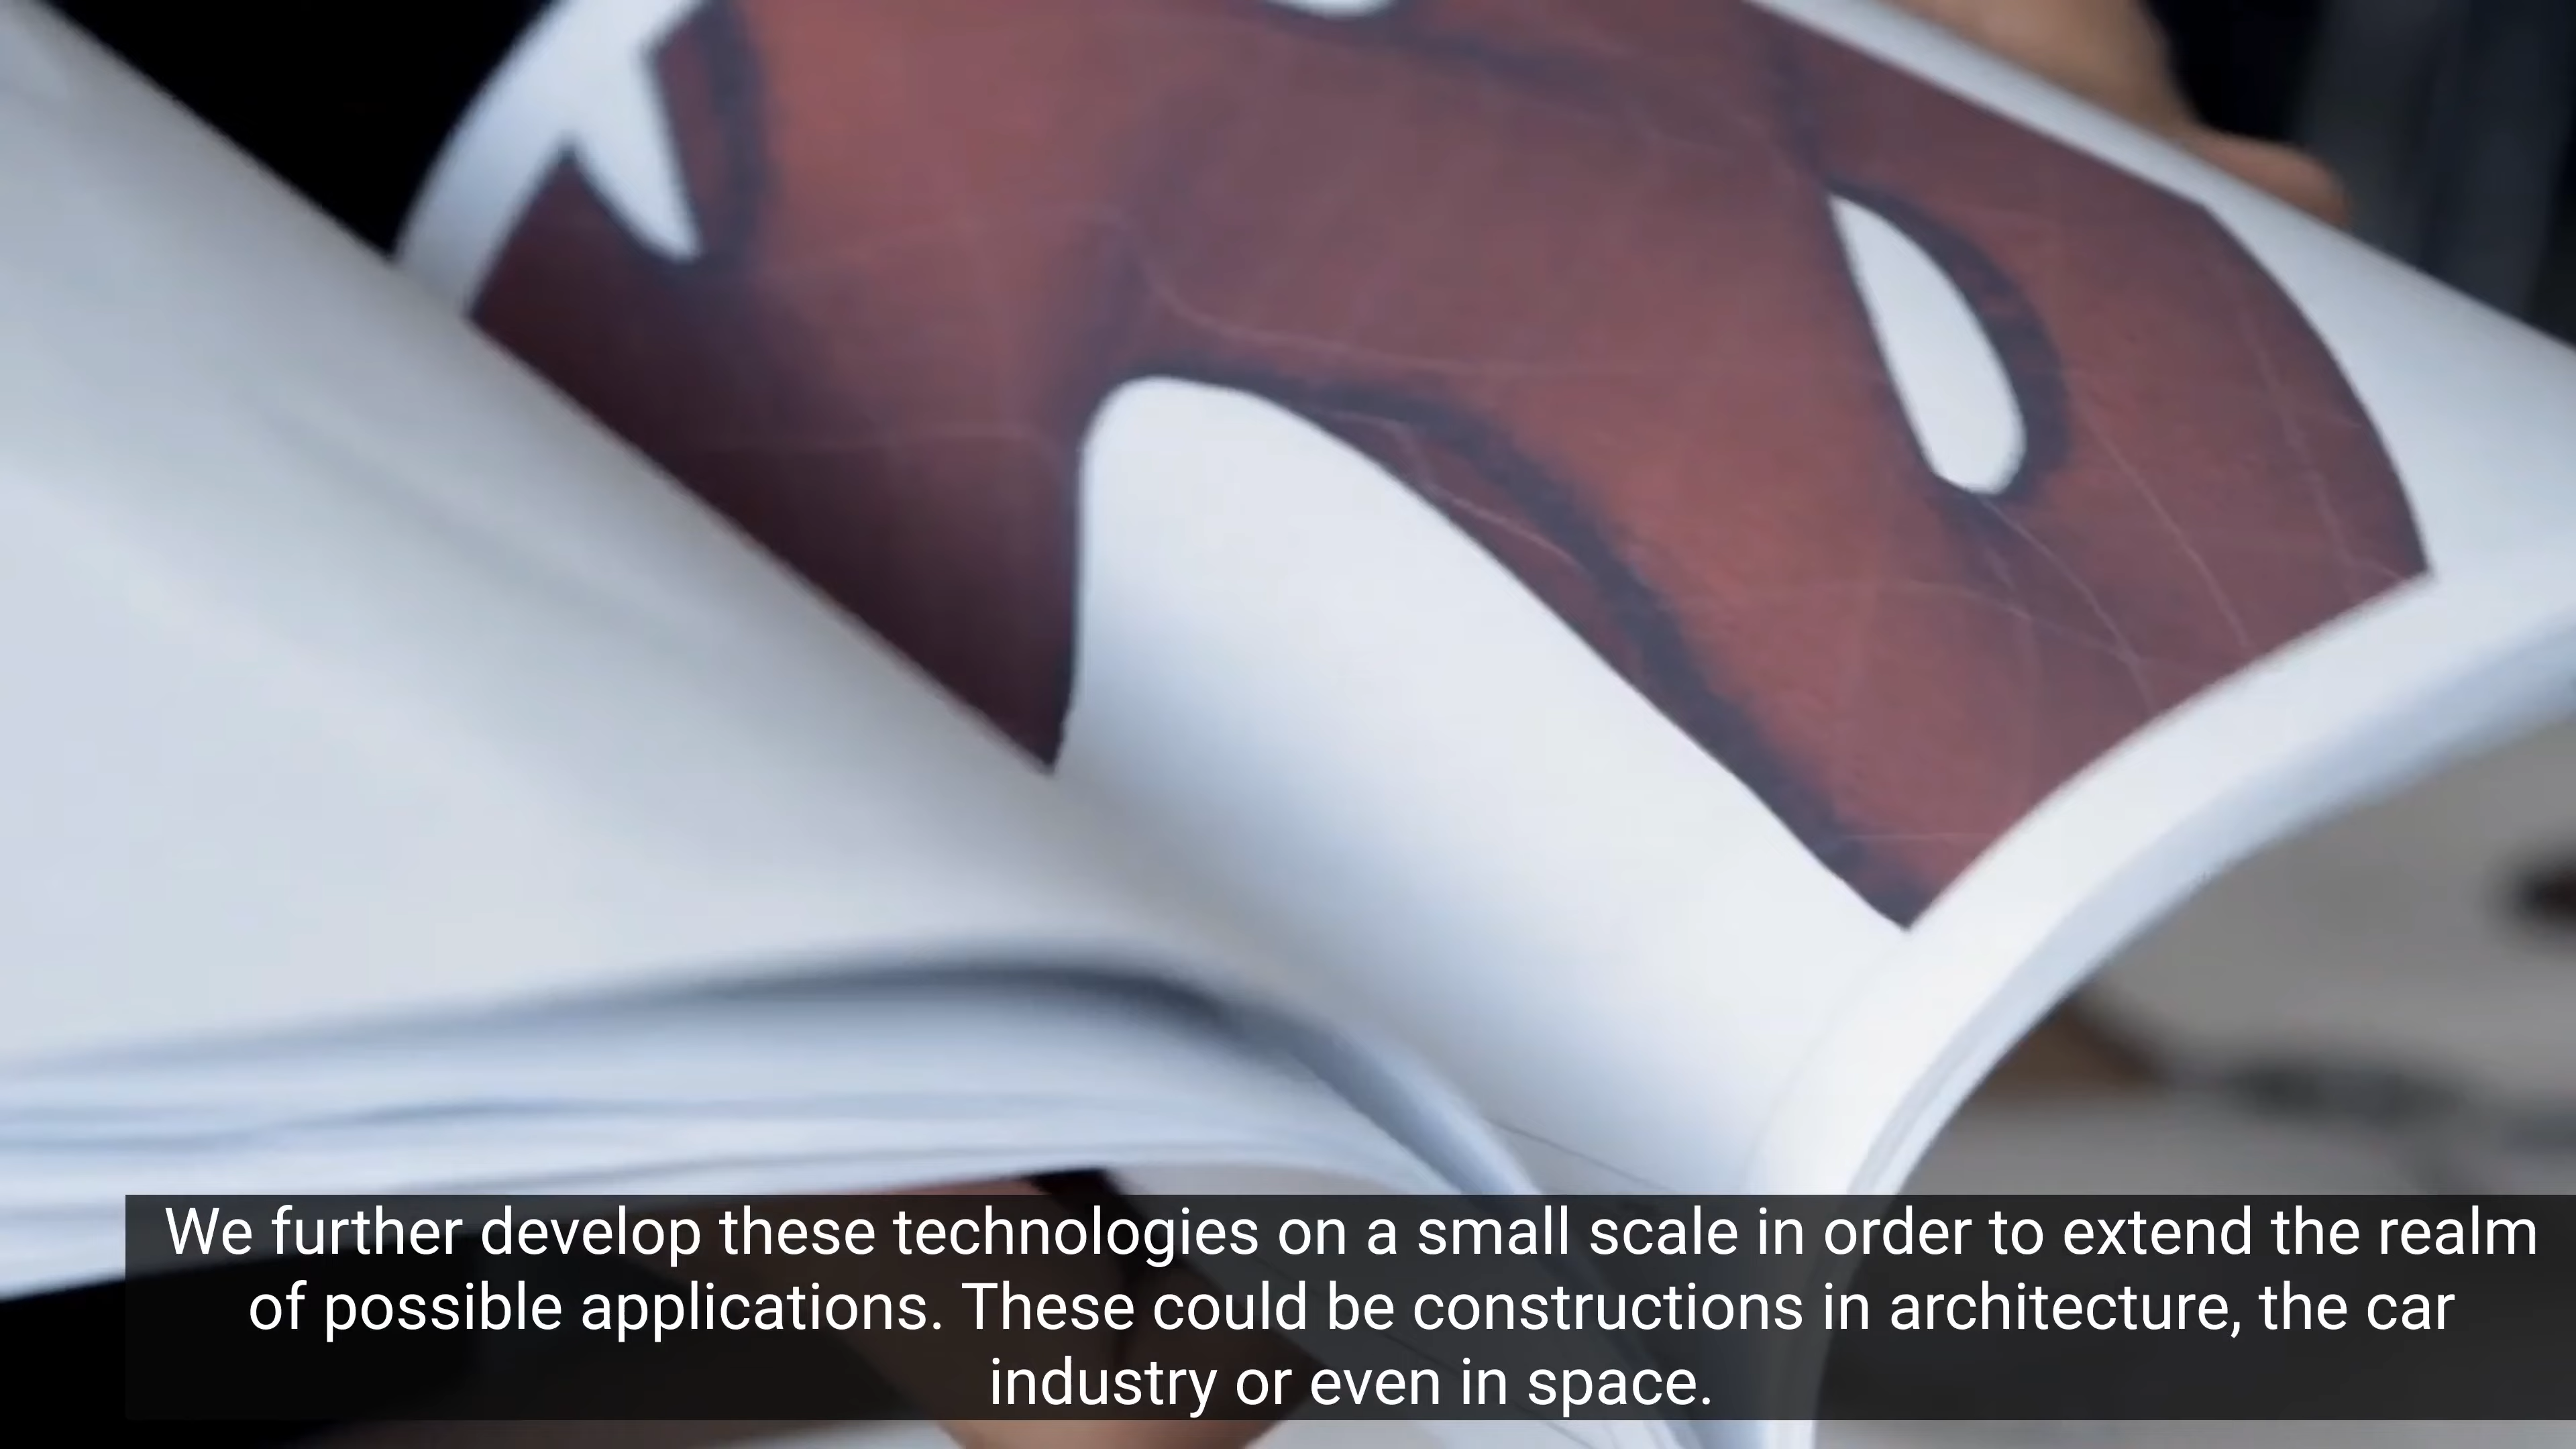 We further develop these technologies on a small scale in order to extend the realm
of possible applications. These could be constructions in architecture, the car
industry or even in space.